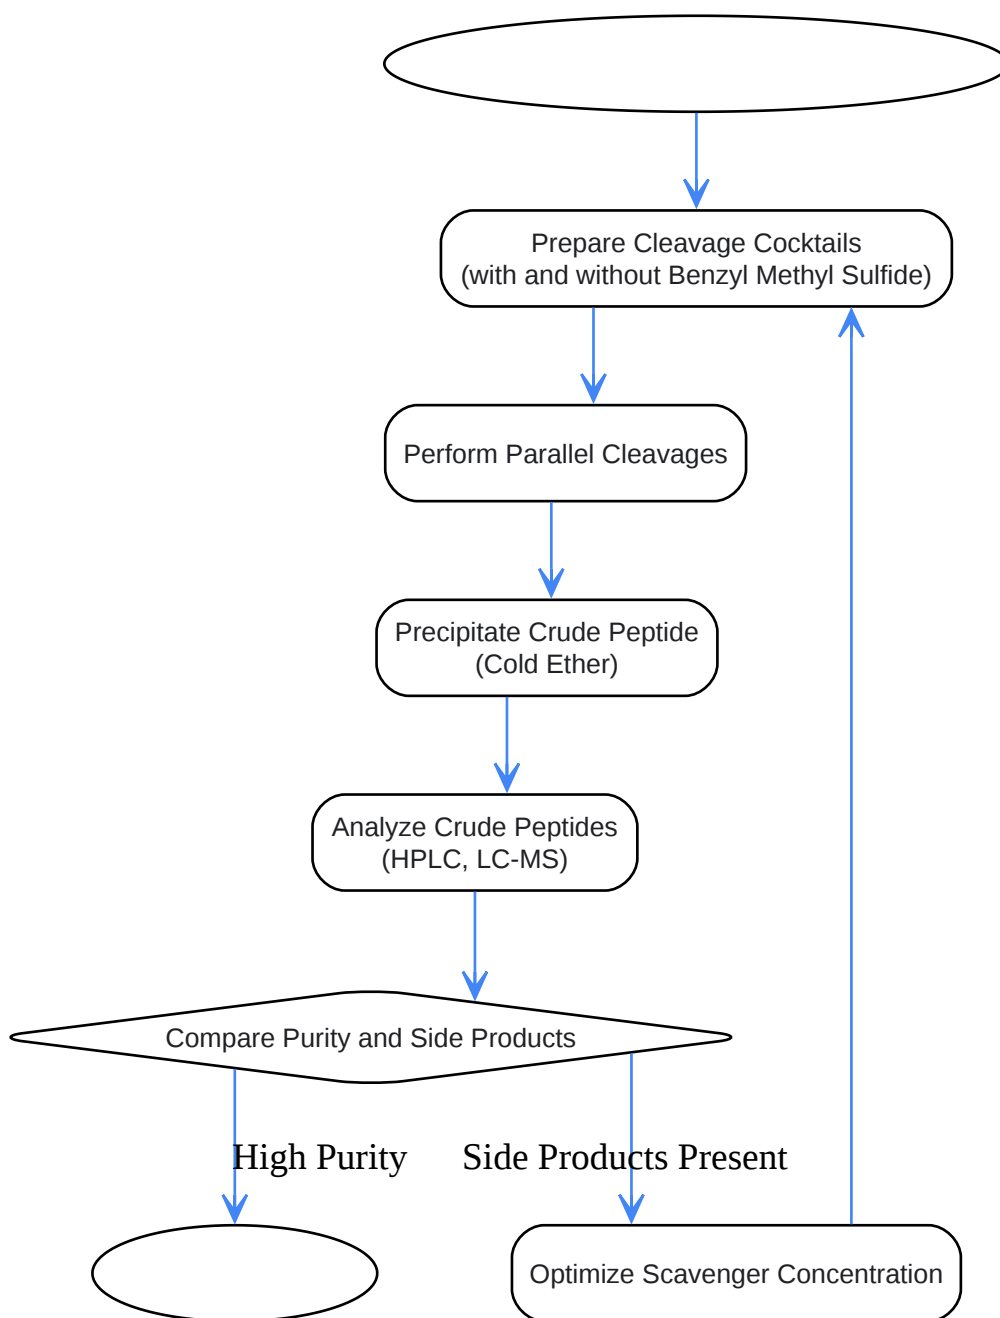 Prepare Cleavage Cocktails
(with and without Benzyl Methyl Sulfide)
Perform Parallel Cleavages
Precipitate Crude Peptide
(Cold Ether)
Analyze Crude Peptides
(HPLC, LC-MS)
Compare Purity and Side Products
High Purity
Side Products Present
Optimize Scavenger Concentration